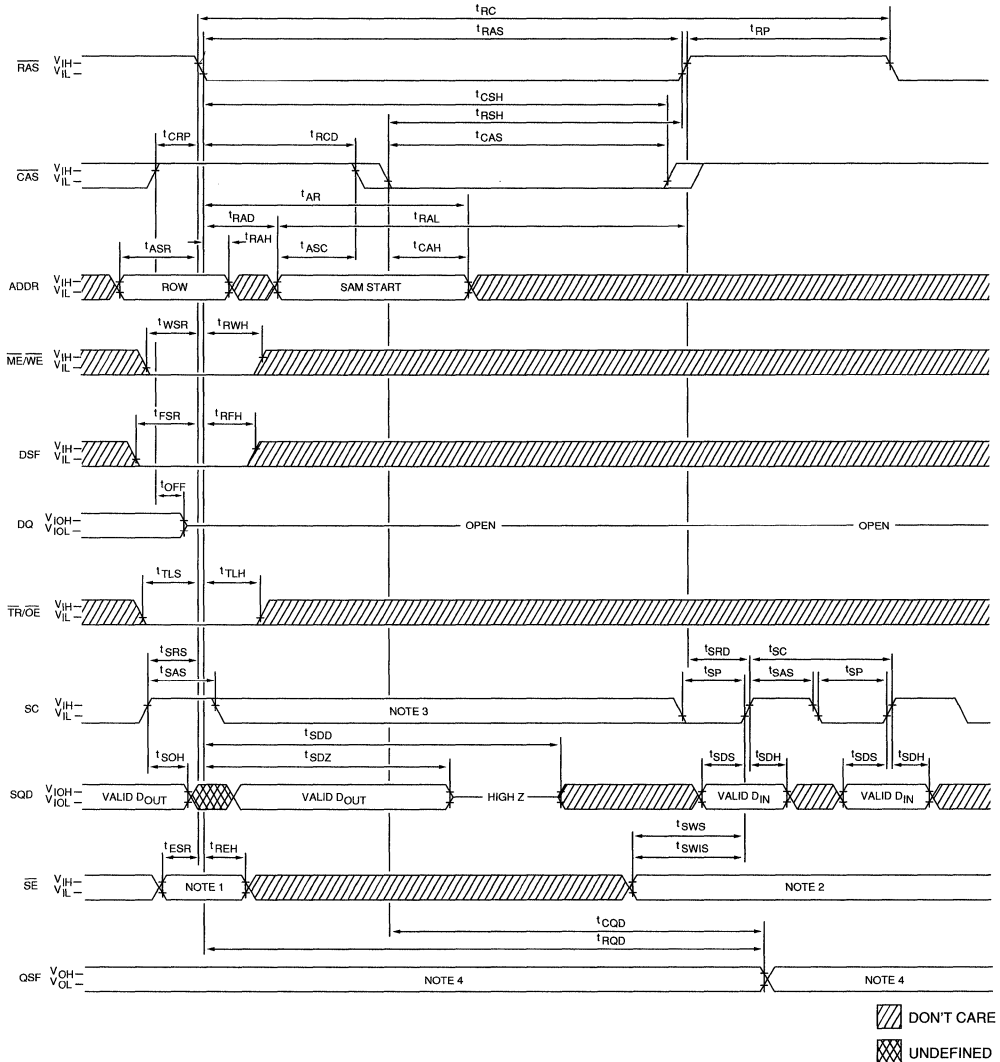 tRC
tRAS
tRP
RAS VIH
VIL
tCSH
tRSH
tCRP
tRCD
tCAS
CAS VIH
VIL
tAR
tRAD
tRAL
tASR
tRAH
tASC
tCAH
ADDR VIH
VIL
ROW
SAM START
tWSR
tRWH
ME/WE VIH
VIL
tFSR
tRFH
DSF VIH
VIL
tOFF
DQ VIOH
VIOL
OPEN
OPEN
tTLS
tTLH
TR/OE VIH
VIL
tSRS
tSRD
tSC
tSAS
tSP
tSAS
tSP
SC VIH
VIL
NOTE 3
tSDD
tSOH
tSDZ
tSDS
tSDH
tSDS
tSDH
SQD VIOH
VIOL
VALID DOUT
VALID DOUT
HIGH Z
VALID DIN
VALID DIN
tSWS
tESR
tREH
tSWIS
SE VIH
VIL
NOTE 1
NOTE 2
tCQD
tRQD
QSF VOH
VOL
NOTE 4
NOTE 4
DON'T CARE
UNDEFINED